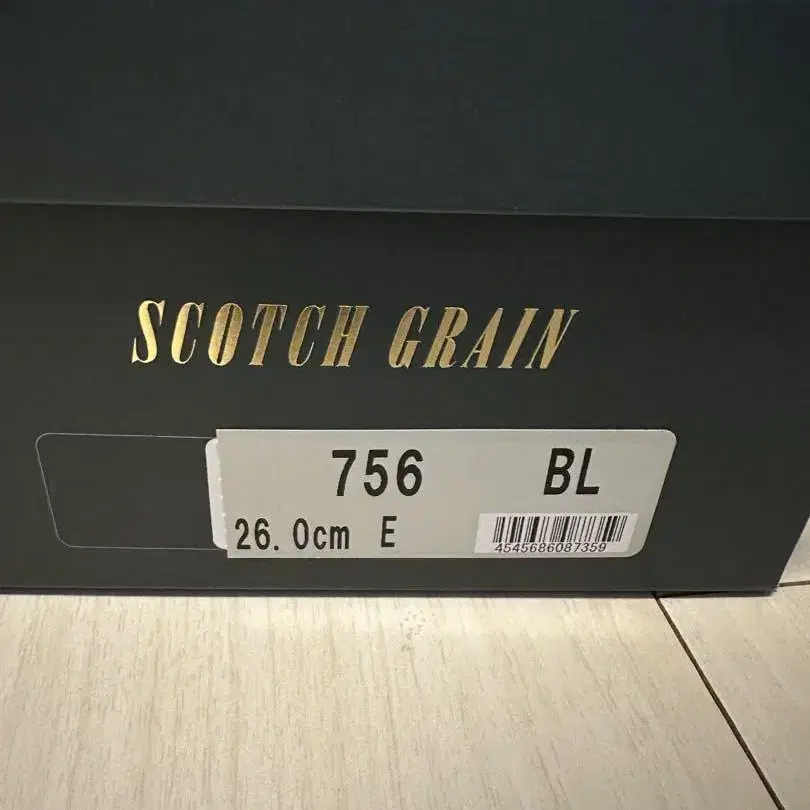 SCOTCH GRAIN
756 BL
26.0cm E
4545686087359